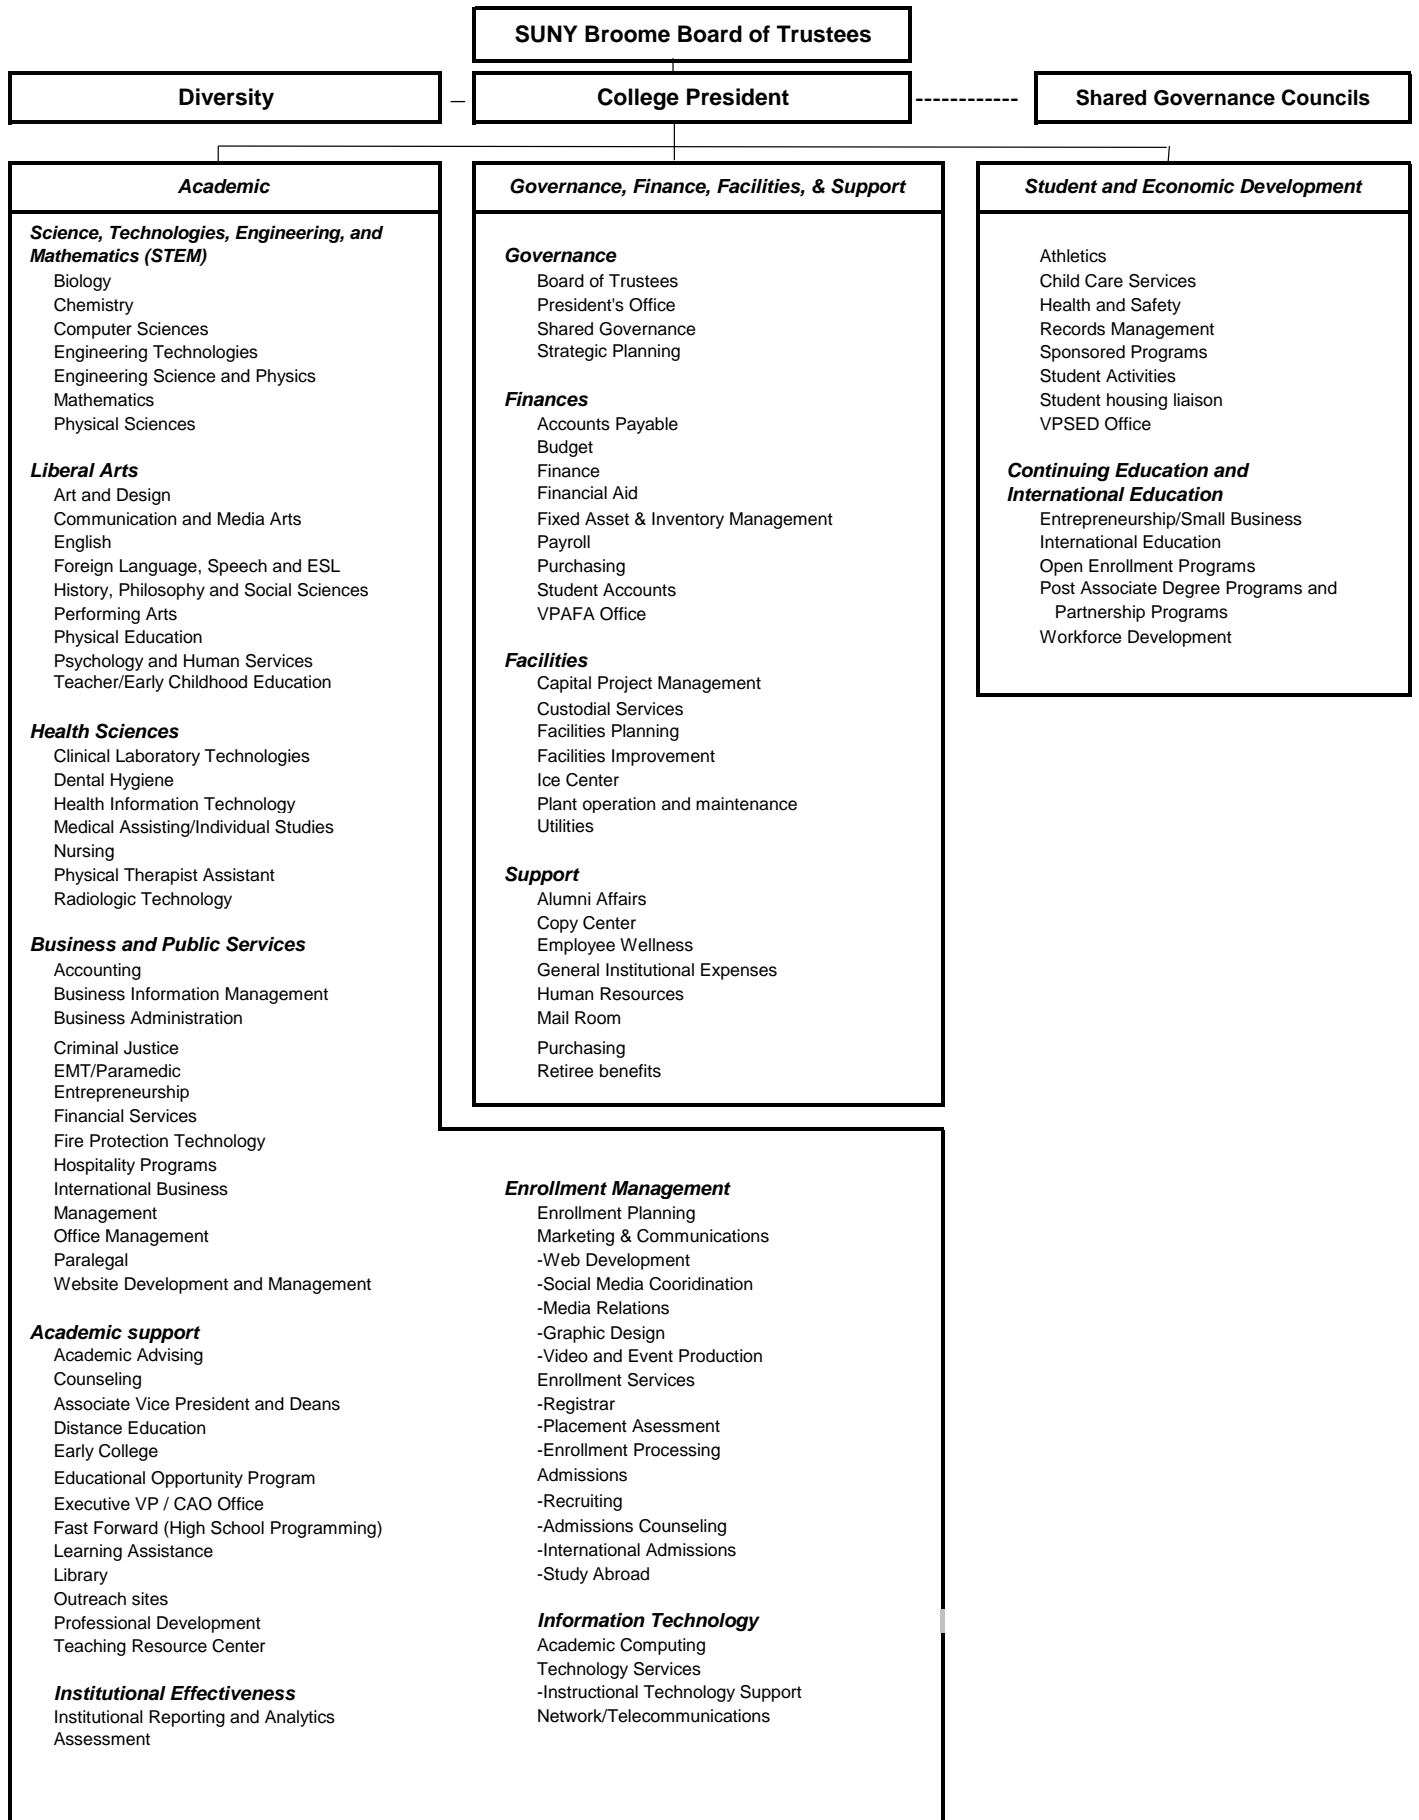 SUNY Broome Board of Trustees
Diversity
College President
Shared Governance Councils
Academic
Science, Technologies, Engineering, and
Mathematics (STEM)
Biology
Chemistry
Computer Sciences
Engineering Technologies
Engineering Science and Physics
Mathematics
Physical Sciences
Liberal Arts
Art and Design
Communication and Media Arts
English
Foreign Language, Speech and ESL
History, Philosophy and Social Sciences
Performing Arts
Physical Education
Psychology and Human Services
Teacher/Early Childhood Education
Health Sciences
Clinical Laboratory Technologies
Dental Hygiene
Health Information Technology
Medical Assisting/Individual Studies
Nursing
Physical Therapist Assistant
Radiologic Technology
Business and Public Services
Accounting
Business Information Management
Business Administration
Criminal Justice
EMT/Paramedic
Entrepreneurship
Financial Services
Fire Protection Technology
Hospitality Programs
International Business
Management
Office Management
Paralegal
Website Development and Management
Academic support
Academic Advising
Counseling
Associate Vice President and Deans
Distance Education
Early College
Educational Opportunity Program
Executive VP / CAO Office
Fast Forward (High School Programming)
Learning Assistance
Library
Outreach sites
Professional Development
Teaching Resource Center
Institutional Effectiveness
Institutional Reporting and Analytics
Assessment
Enrollment Management
Enrollment Planning
Marketing & Communications
-Web Development
-Social Media Cooridination
-Media Relations
-Graphic Design
-Video and Event Production
Enrollment Services
-Registrar
-Placement Asessment
-Enrollment Processing
Admissions
-Recruiting
-Admissions Counseling
-International Admissions
-Study Abroad
Information Technology
Academic Computing
Technology Services
-Instructional Technology Support
Network/Telecommunications
Governance, Finance, Facilities, & Support
Governance
Board of Trustees
President's Office
Shared Governance
Strategic Planning
Finances
Accounts Payable
Budget
Finance
Financial Aid
Fixed Asset & Inventory Management
Payroll
Purchasing
Student Accounts
VPAFA Office
Facilities
Capital Project Management
Custodial Services
Facilities Planning
Facilities Improvement
Ice Center
Plant operation and maintenance
Utilities
Support
Alumni Affairs
Copy Center
Employee Wellness
General Institutional Expenses
Human Resources
Mail Room
Purchasing
Retiree benefits
Student and Economic Development
Athletics
Child Care Services
Health and Safety
Records Management
Sponsored Programs
Student Activities
Student housing liaison
VPSED Office
Continuing Education and
International Education
Entrepreneurship/Small Business
International Education
Open Enrollment Programs
Post Associate Degree Programs and
Partnership Programs
Workforce Development